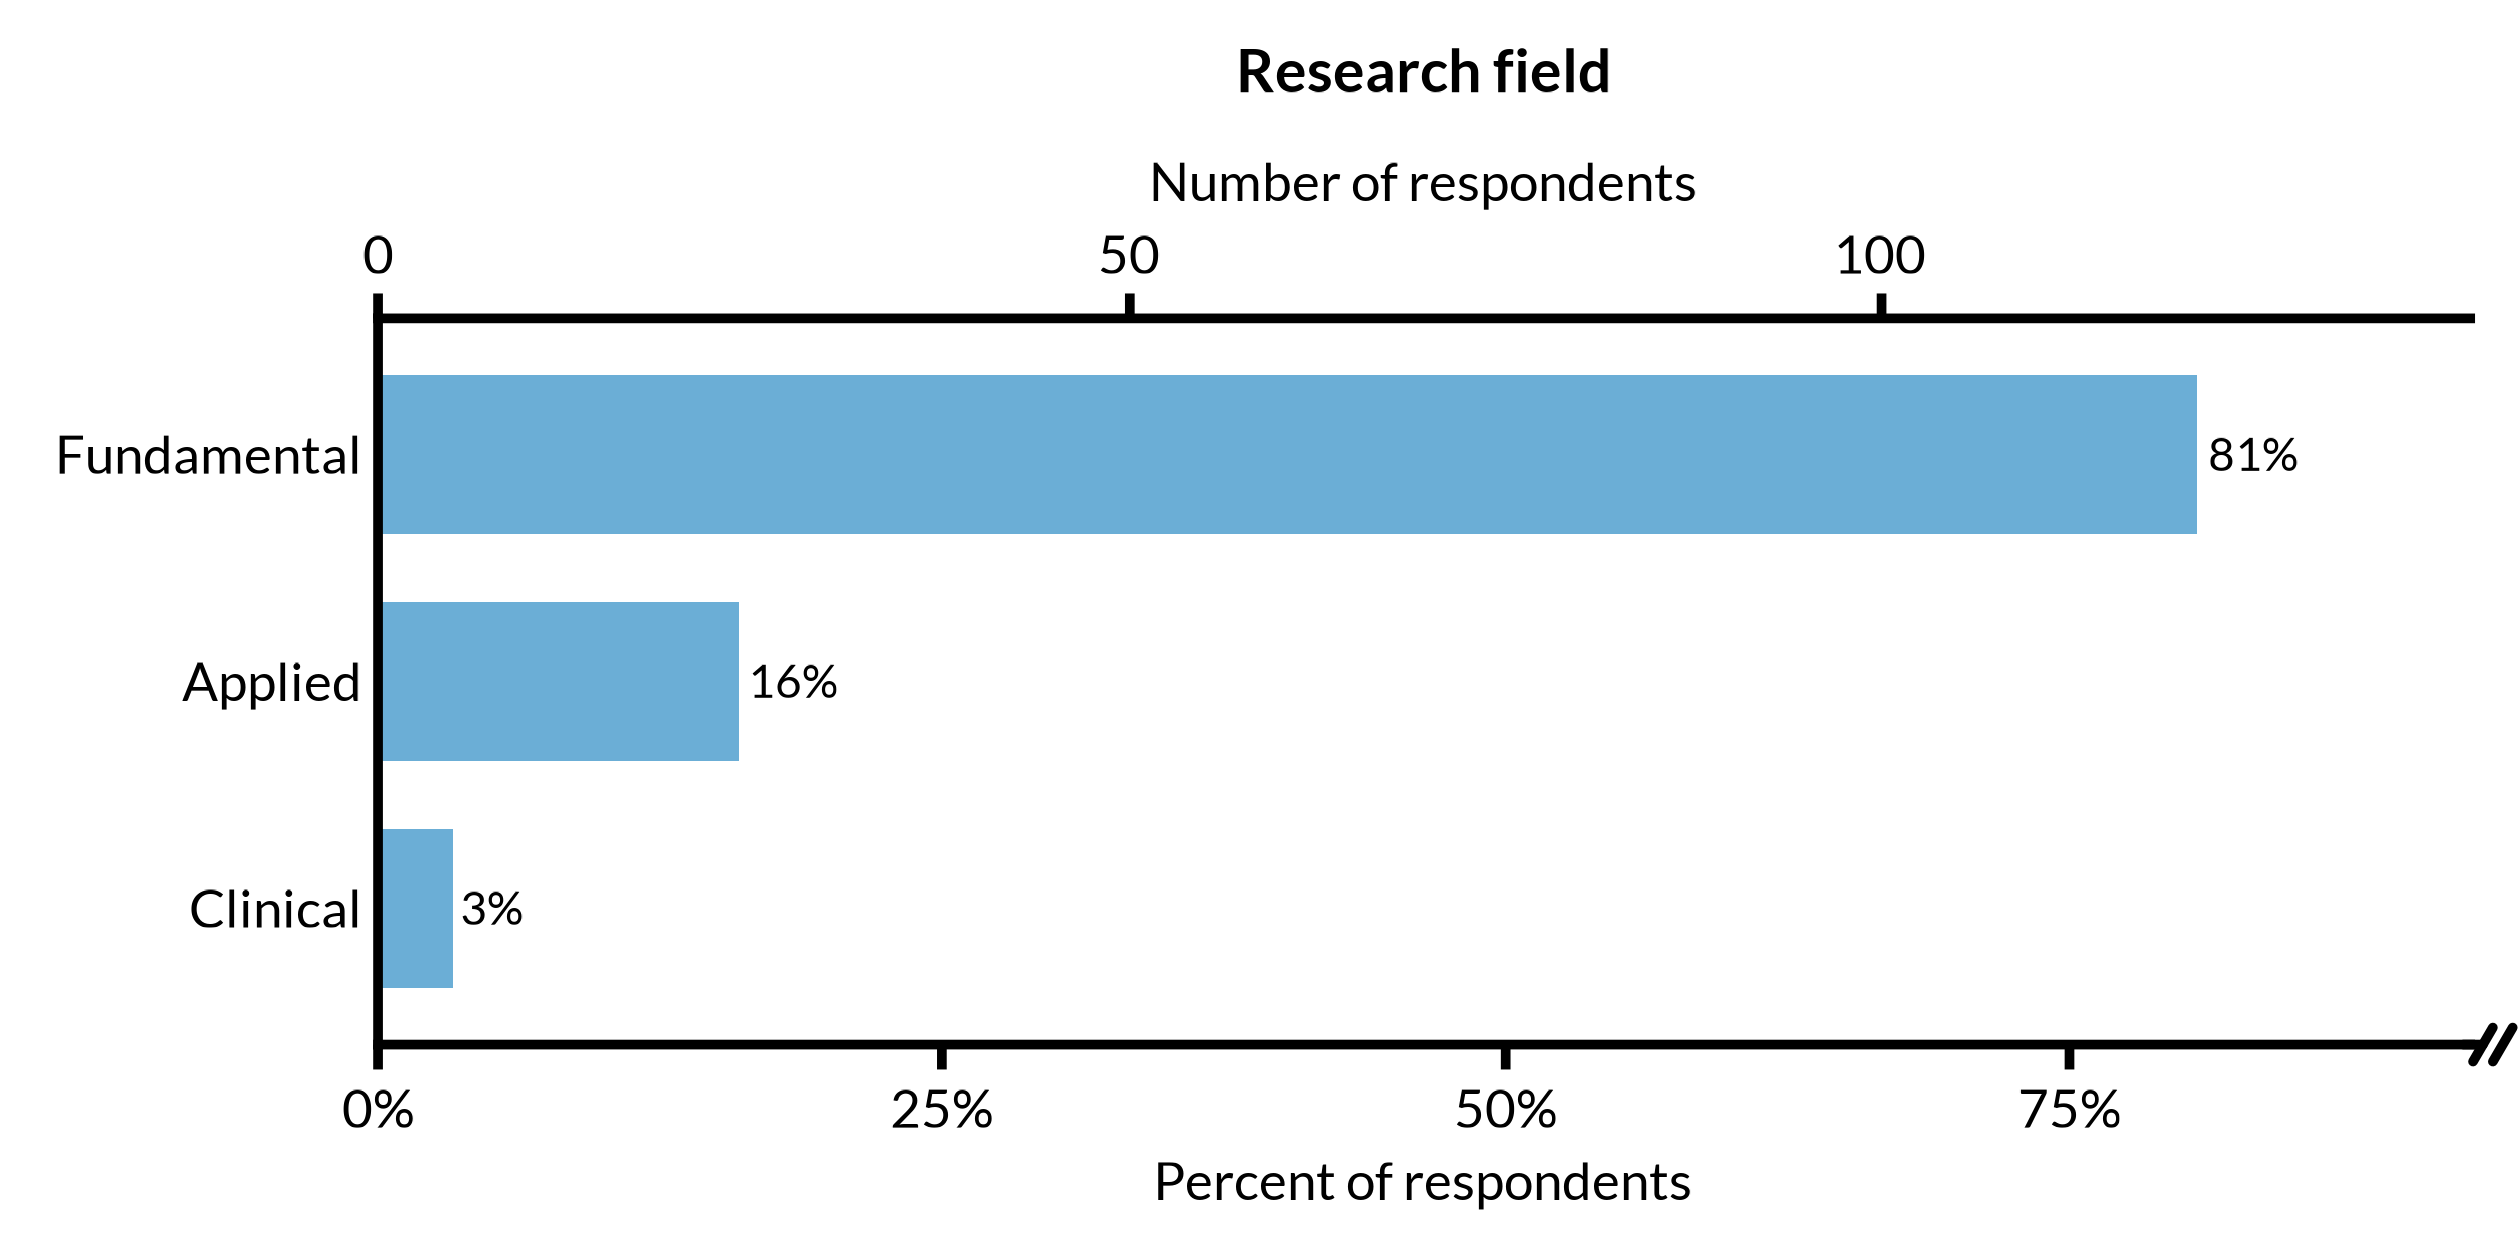 Research field
Number of respondents
0 50 100
Fundamental 81%
Applied 16%
Clinical 3%
0% 25% 50% 75%
Percent of respondents